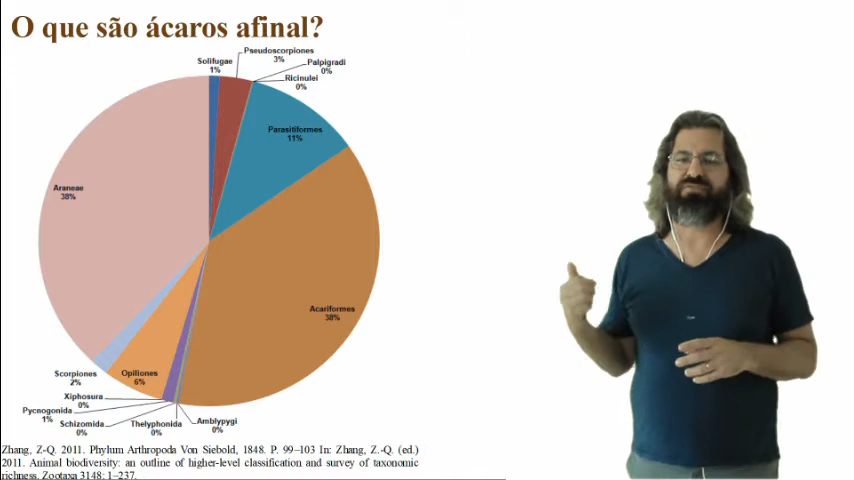 O que são ácaros afinal?
Pseudoscorpiones
3%
Solifugae
1%
Palpigradi
0%
Ricinulei
0%
Parasitiformes
11%
Araneae
38%
Acariformes
38%
Scorpiones
2%
Opiliones
6%
Xiphosura
0%
Pycnogonida
1%
Schizomida
0%
Thelyphonida
0%
Amblypygi
0%
Zhang, Z-Q. 2011. Phylum Arthropoda Von Siebold, 1848. P. 99–103 In: Zhang, Z.-Q. (ed.)
2011. Animal biodiversity: an outline of higher-level classification and survey of taxonomic
richness. Zootaxa 3148: 1–237.